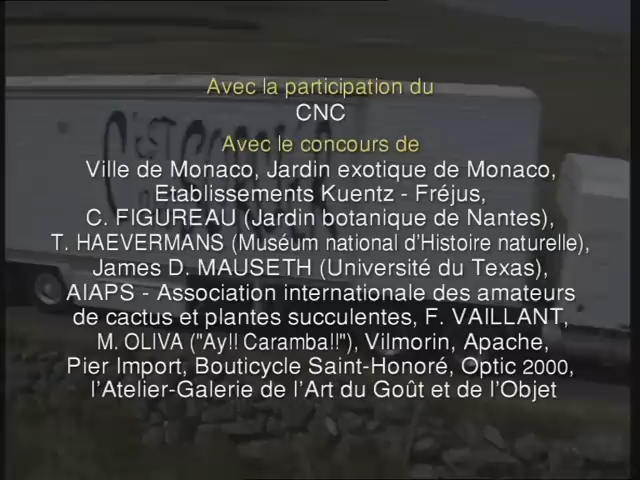 C'EST SORCIER
Avec la participation du
CNC
Avec le concours de
Ville de Monaco, Jardin exotique de Monaco,
Etablissements Kuentz - Fréjus,
C. FIGUREAU (Jardin botanique de Nantes),
T. HAEVERMANS (Muséum national d'Histoire naturelle),
James D. MAUSETH (Université du Texas),
AIAPS - Association internationale des amateurs
de cactus et plantes succulentes, F. VAILLANT,
M. OLIVA ("Ay!! Caramba!!"), Vilmorin, Apache,
Pier Import, Bouticycle Saint-Honoré, Optic 2000,
l'Atelier-Galerie de l'Art du Goût et de l'Objet